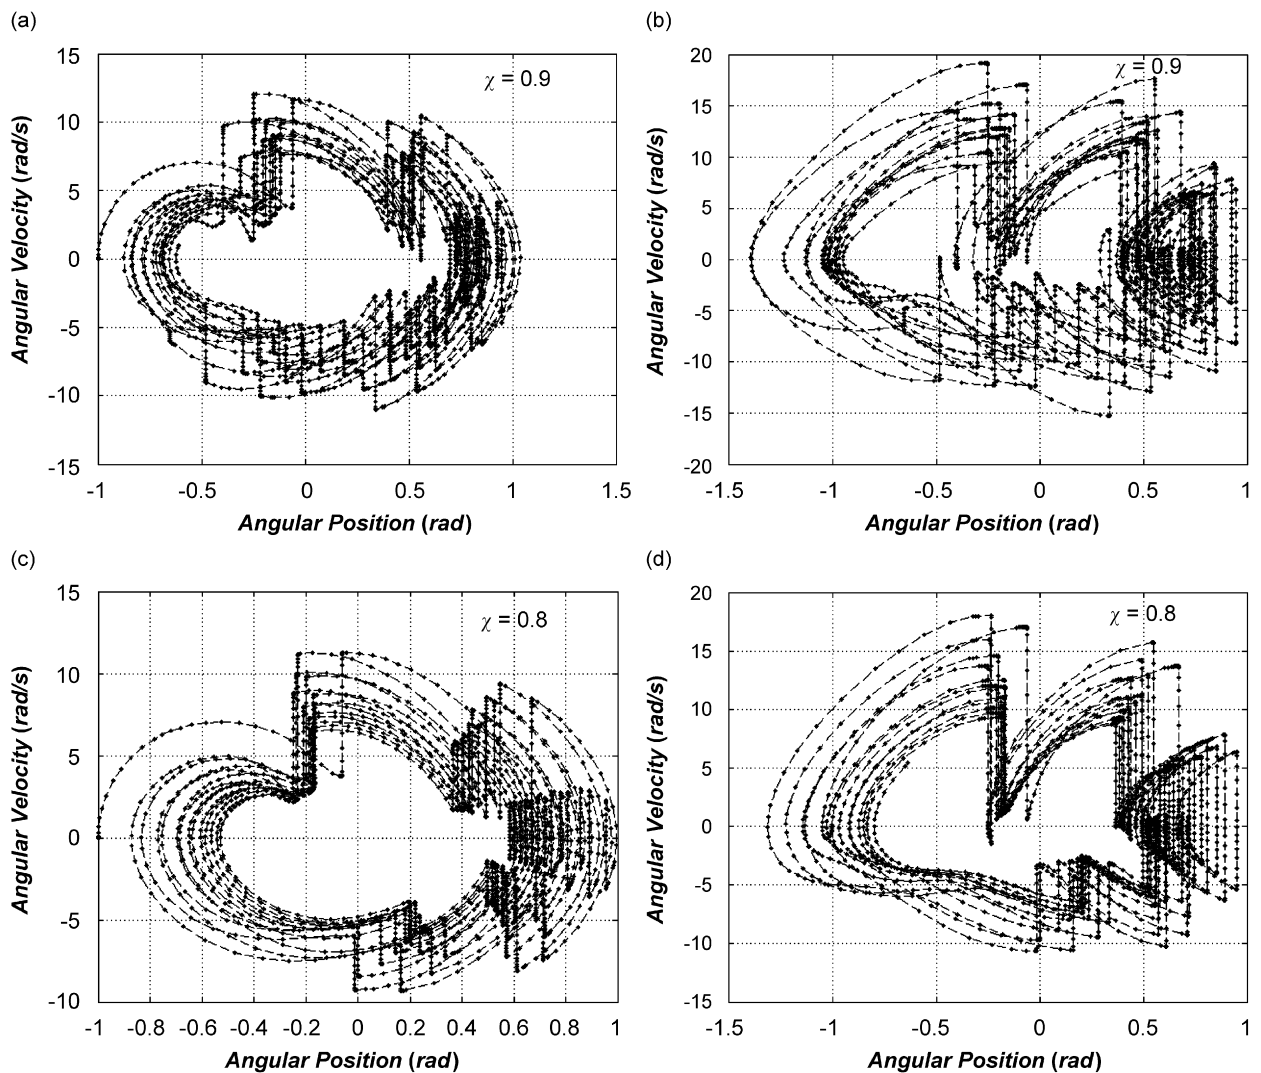 (a)
χ = 0.9
15
10
5
0
-5
-10
-15
-1 -0.5 0 0.5 1 1.5
Angular Velocity (rad/s)
Angular Position (rad)
(b)
χ = 0.9
20
15
10
5
0
-5
-10
-15
-20
-1.5 -1 -0.5 0 0.5 1
Angular Velocity (rad/s)
Angular Position (rad)
(c)
χ = 0.8
15
10
5
0
-5
-10
-1 -0.8 -0.6 -0.4 -0.2 0 0.2 0.4 0.6 0.8 1
Angular Velocity (rad/s)
Angular Position (rad)
(d)
χ = 0.8
20
15
10
5
0
-5
-10
-15
-1.5 -1 -0.5 0 0.5 1
Angular Velocity (rad/s)
Angular Position (rad)